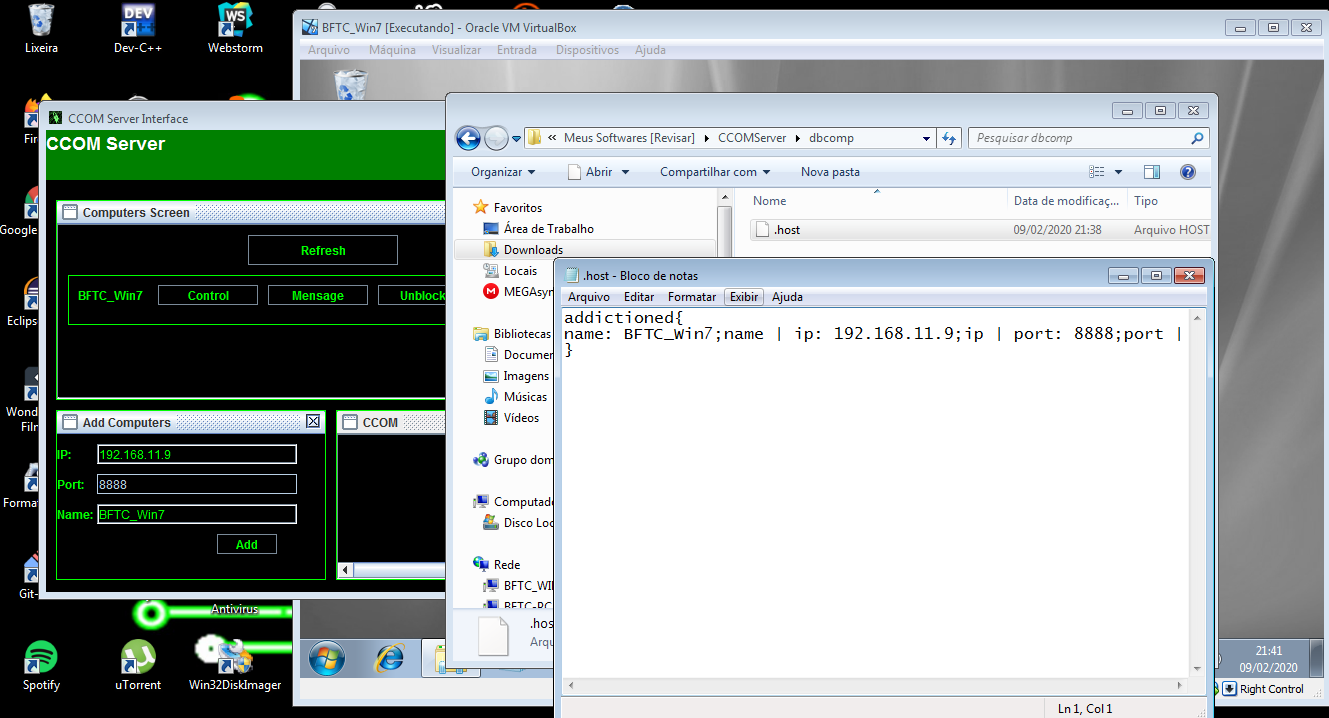 Lixeira
Dev-C++
Webstorm
BFTC_Win7 [Executando] - Oracle VM VirtualBox
Arquivo Máquina Visualizar Entrada Dispositivos Ajuda
CCOM Server Interface
CCOM Server
Computers Screen
Refresh
BFTC_Win7 Control Message Unblock
Add Computers
IP: 192.168.11.9
Port: 8888
Name: BFTC_Win7
Add
CCOM
« Meus Softwares [Revisar] CCOMServer dbcomp
Pesquisar dbcomp
Organizar Abrir Compartilhar com Nova pasta
Favoritos
Área de Trabalho
Downloads
Locais
MEGAsyn
Bibliotecas
Documen
Imagens
Músicas
Vídeos
Grupo dom
Computado
Disco Loc
Rede
BFTC_WI
BFTC-PC
Nome Data de modificaç... Tipo
.host 09/02/2020 21:38 Arquivo HOST
.hos
Arqu
.host - Bloco de notas
Arquivo Editar Formatar Exibir Ajuda
addictioned{
name: BFTC_Win7;name | ip: 192.168.11.9;ip | port: 8888;port |
}
Ln 1, Col 1
Fir
Google
Eclips
Wond
Film
Format
Git-
Antivirus
Spotify
uTorrent
Win32DiskImager
21:41
09/02/2020
Right Control